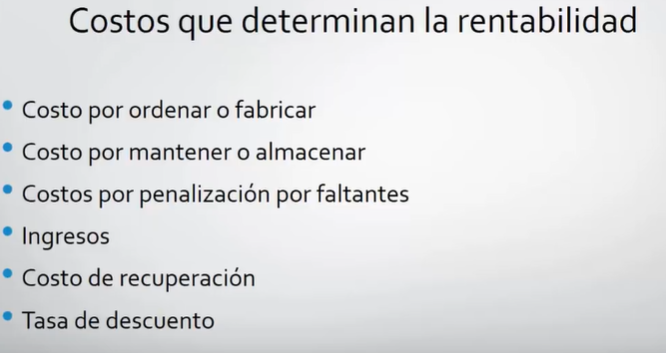 Costos que determinan la rentabilidad
• Costo por ordenar o fabricar
• Costo por mantener o almacenar
• Costos por penalización por faltantes
• Ingresos
• Costo de recuperación
• Tasa de descuento